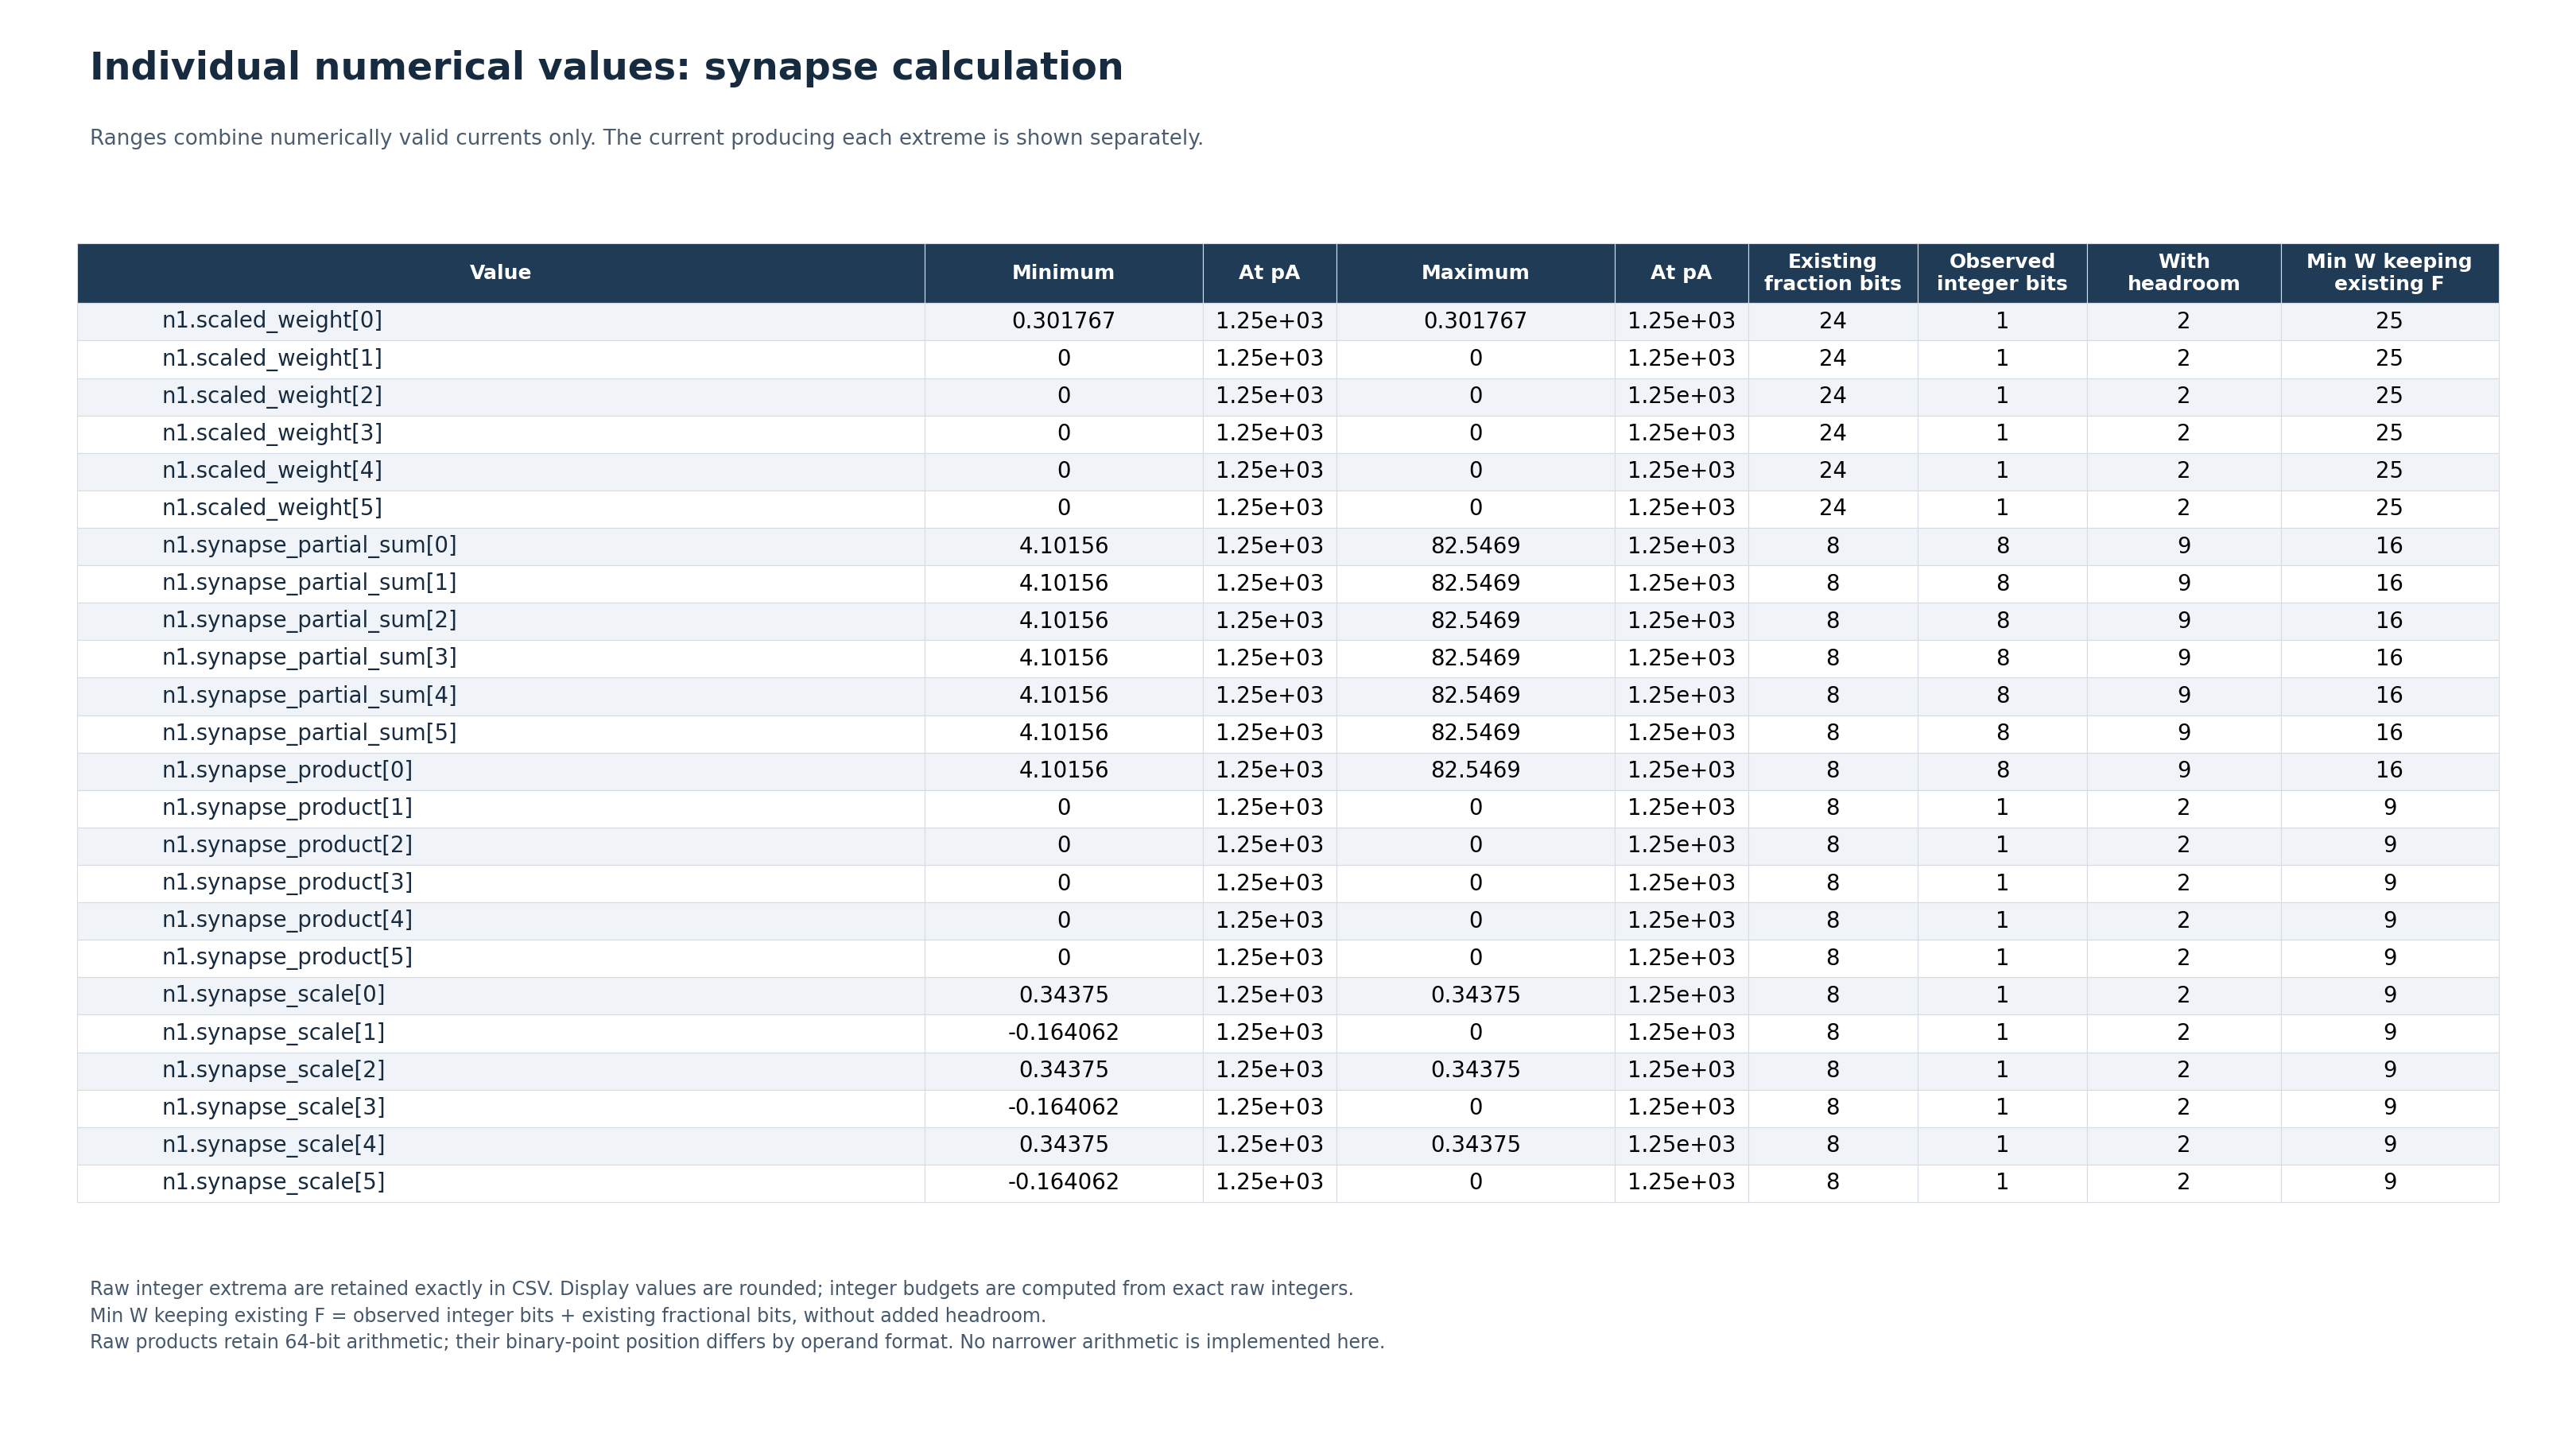 Individual numerical values: synapse calculation
Ranges combine numerically valid currents only. The current producing each extreme is shown separately.
Value Minimum At pA Maximum At pA Existing fraction bits Observed integer bits With headroom Min W keeping existing F
n1.scaled_weight[0] 0.301767 1.25e+03 0.301767 1.25e+03 24 1 2 25
n1.scaled_weight[1] 0 1.25e+03 0 1.25e+03 24 1 2 25
n1.scaled_weight[2] 0 1.25e+03 0 1.25e+03 24 1 2 25
n1.scaled_weight[3] 0 1.25e+03 0 1.25e+03 24 1 2 25
n1.scaled_weight[4] 0 1.25e+03 0 1.25e+03 24 1 2 25
n1.scaled_weight[5] 0 1.25e+03 0 1.25e+03 24 1 2 25
n1.synapse_partial_sum[0] 4.10156 1.25e+03 82.5469 1.25e+03 8 8 9 16
n1.synapse_partial_sum[1] 4.10156 1.25e+03 82.5469 1.25e+03 8 8 9 16
n1.synapse_partial_sum[2] 4.10156 1.25e+03 82.5469 1.25e+03 8 8 9 16
n1.synapse_partial_sum[3] 4.10156 1.25e+03 82.5469 1.25e+03 8 8 9 16
n1.synapse_partial_sum[4] 4.10156 1.25e+03 82.5469 1.25e+03 8 8 9 16
n1.synapse_partial_sum[5] 4.10156 1.25e+03 82.5469 1.25e+03 8 8 9 16
n1.synapse_product[0] 4.10156 1.25e+03 82.5469 1.25e+03 8 8 9 16
n1.synapse_product[1] 0 1.25e+03 0 1.25e+03 8 1 2 9
n1.synapse_product[2] 0 1.25e+03 0 1.25e+03 8 1 2 9
n1.synapse_product[3] 0 1.25e+03 0 1.25e+03 8 1 2 9
n1.synapse_product[4] 0 1.25e+03 0 1.25e+03 8 1 2 9
n1.synapse_product[5] 0 1.25e+03 0 1.25e+03 8 1 2 9
n1.synapse_scale[0] 0.34375 1.25e+03 0.34375 1.25e+03 8 1 2 9
n1.synapse_scale[1] -0.164062 1.25e+03 0 1.25e+03 8 1 2 9
n1.synapse_scale[2] 0.34375 1.25e+03 0.34375 1.25e+03 8 1 2 9
n1.synapse_scale[3] -0.164062 1.25e+03 0 1.25e+03 8 1 2 9
n1.synapse_scale[4] 0.34375 1.25e+03 0.34375 1.25e+03 8 1 2 9
n1.synapse_scale[5] -0.164062 1.25e+03 0 1.25e+03 8 1 2 9
Raw integer extrema are retained exactly in CSV. Display values are rounded; integer budgets are computed from exact raw integers.
Min W keeping existing F = observed integer bits + existing fractional bits, without added headroom.
Raw products retain 64-bit arithmetic; their binary-point position differs by operand format. No narrower arithmetic is implemented here.